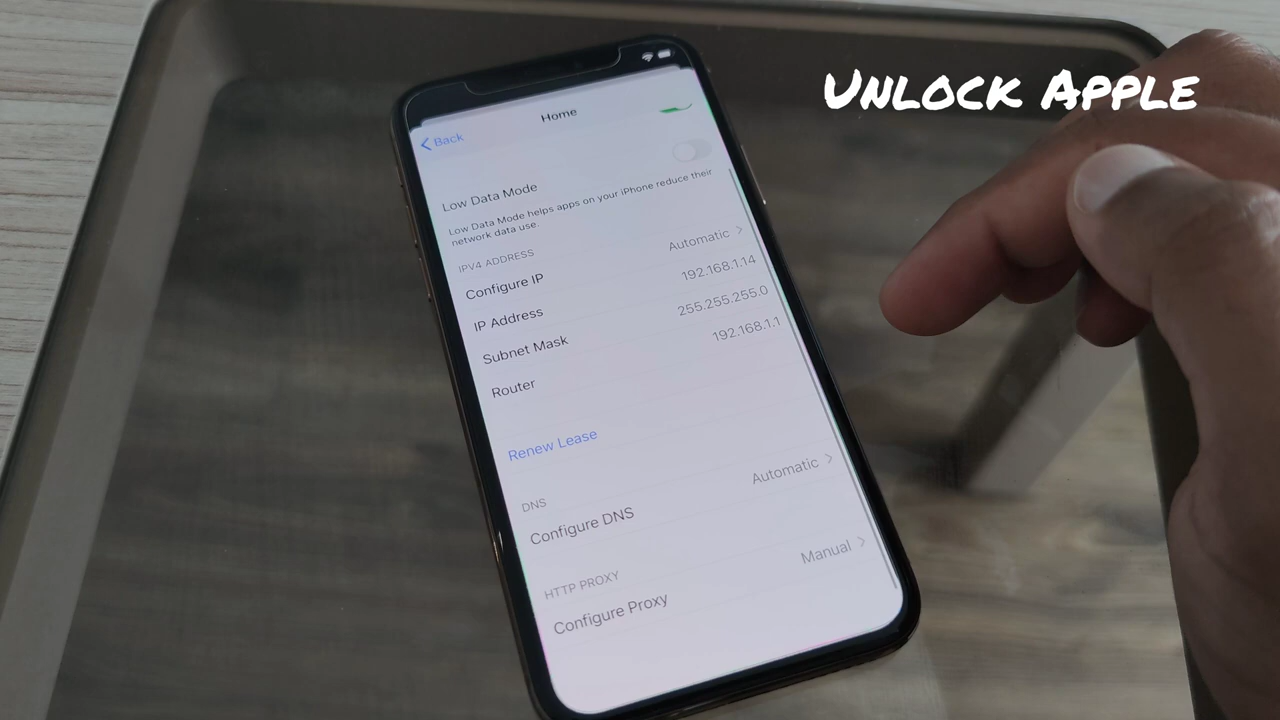 Unlock Apple
Home
Back
Low Data Mode
Low Data Mode helps apps on your iPhone reduce their
network data use.
IPV4 ADDRESS
Configure IP Automatic
IP Address 192.168.1.14
Subnet Mask 255.255.255.0
Router 192.168.1.1
Renew Lease
DNS
Configure DNS Automatic
HTTP PROXY
Configure Proxy Manual